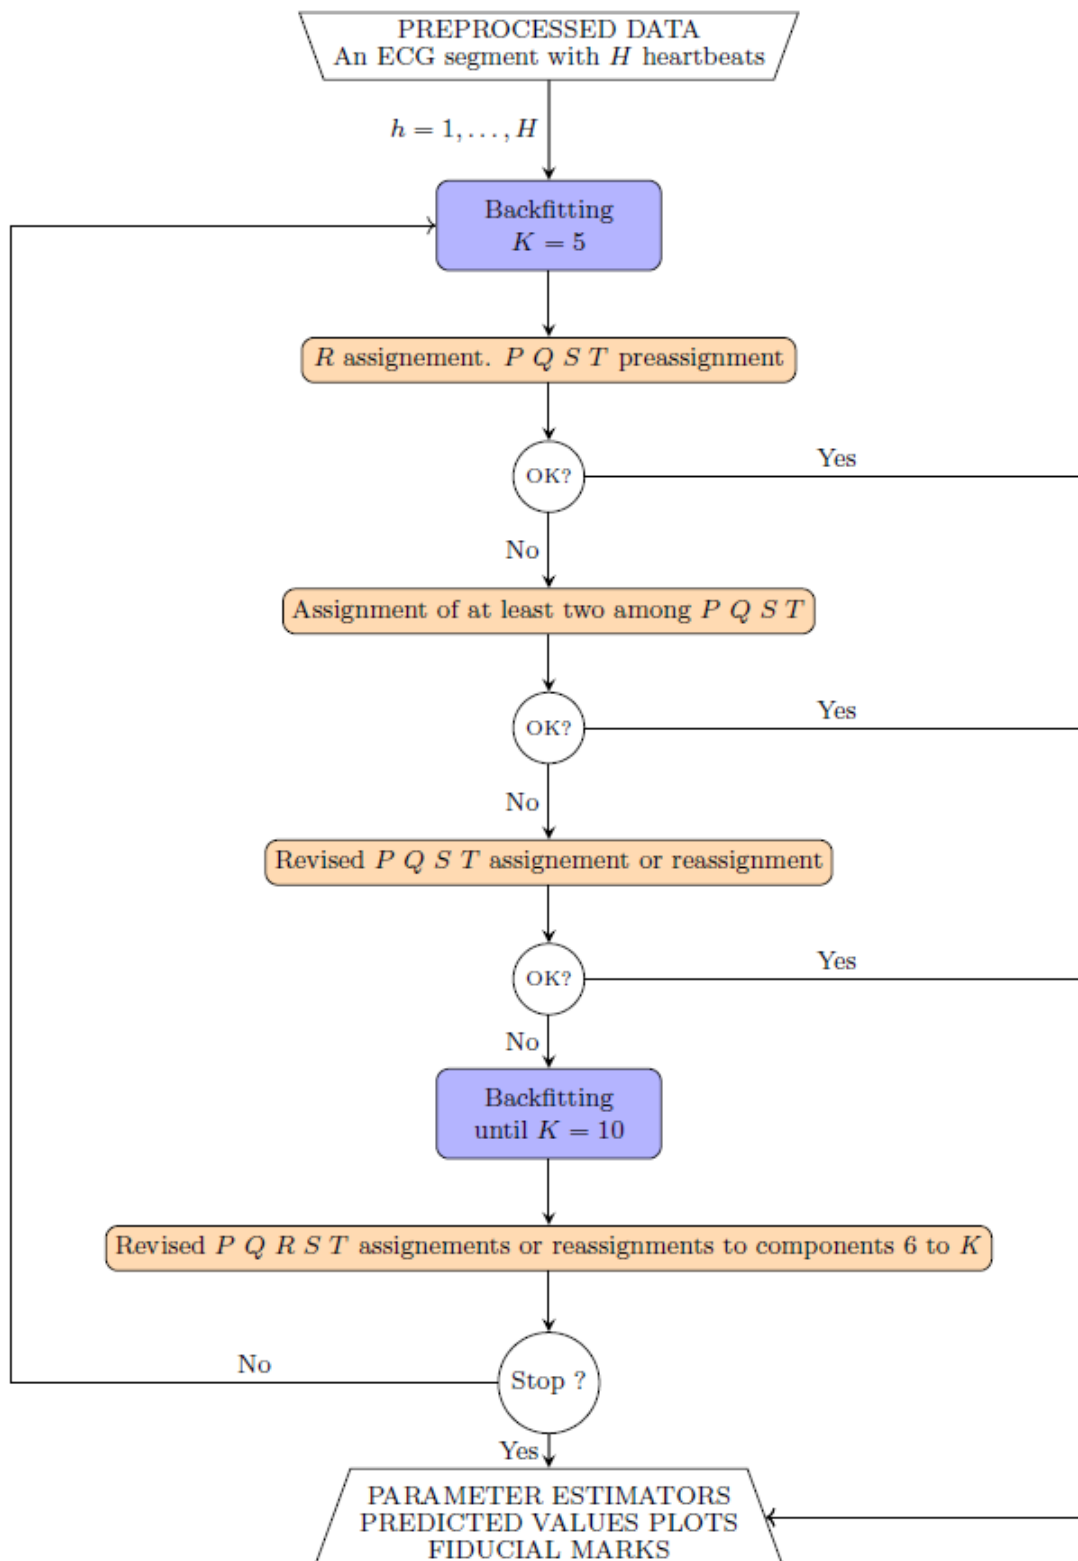 PREPROCESSED DATA
An ECG segment with H heartbeats
h = 1, . . . , H
Backfitting
K = 5
R assignement. P Q S T preassignment
OK?
Yes
No
Assignment of at least two among P Q S T
OK?
Yes
No
Revised P Q S T assignement or reassignment
OK?
Yes
No
Backfitting
until K = 10
Revised P Q R S T assignements or reassignments to components 6 to K
No
Stop ?
Yes
PARAMETER ESTIMATORS
PREDICTED VALUES PLOTS
FIDUCIAL MARKS